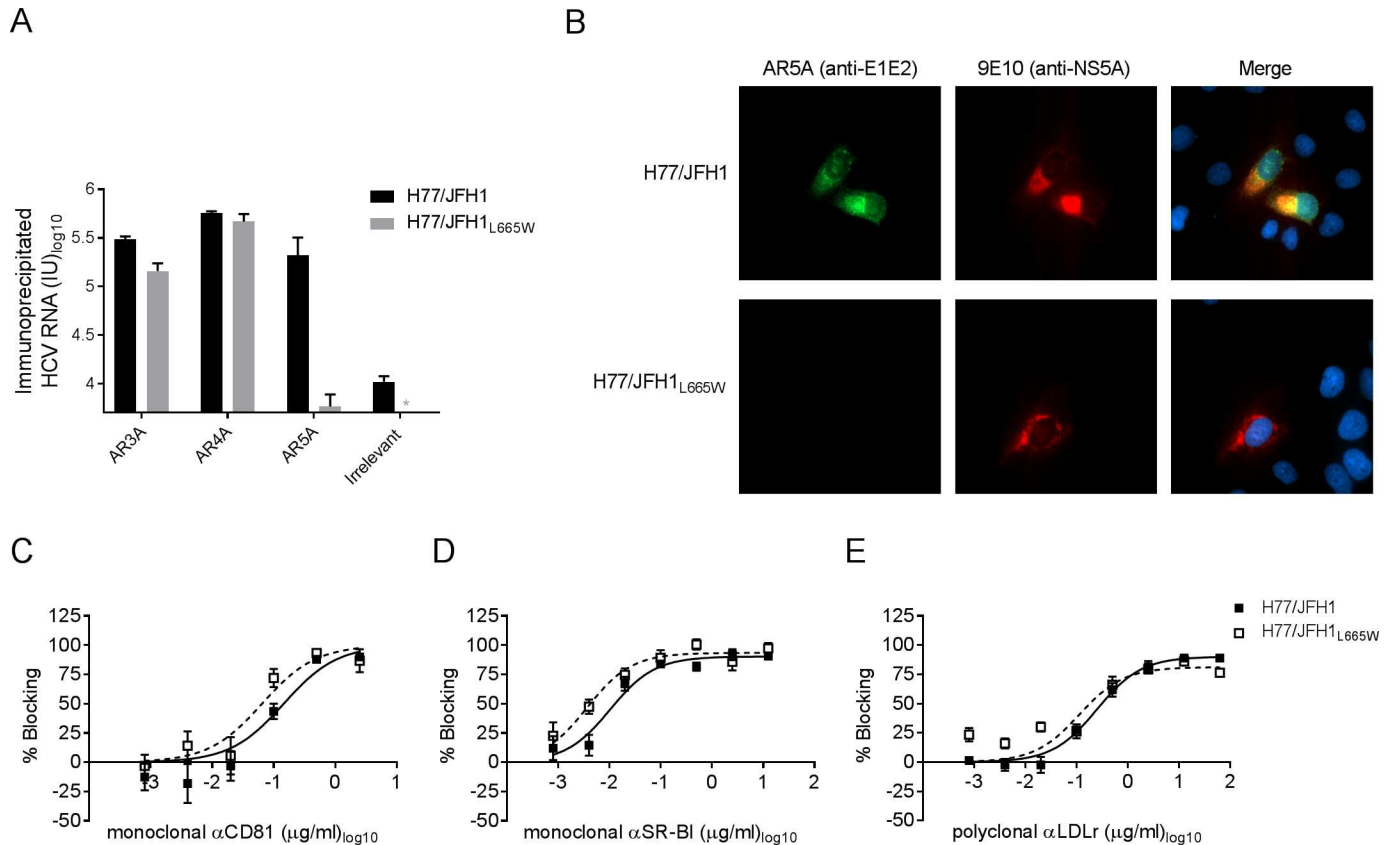 A
Immunoprecipitated
HCV RNA (IU)log10
6
5.5
5
4.5
4
H77/JFH1
H77/JFH1L665W
*
AR3A
AR4A
AR5A
Irrelevant
B
AR5A (anti-E1E2)
9E10 (anti-NS5A)
Merge
H77/JFH1
H77/JFH1L665W
C
% Blocking
125
100
75
50
25
0
-25
-50
-3 -2 -1 0 1
monoclonal αCD81 (µg/ml)log10
D
% Blocking
125
100
75
50
25
0
-25
-50
-3 -2 -1 0 1 2
monoclonal αSR-BI (µg/ml)log10
E
% Blocking
125
100
75
50
25
0
-25
-50
-3 -2 -1 0 1 2
polyclonal αLDLr (µg/ml)log10
H77/JFH1
H77/JFH1L665W